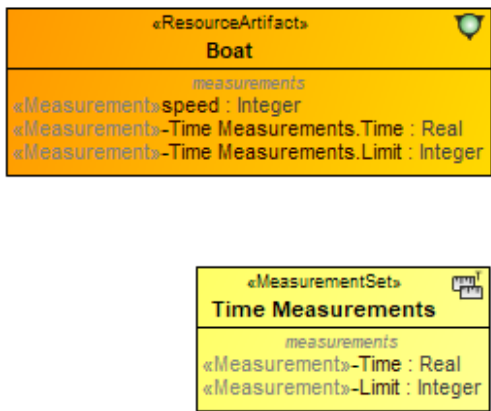 «ResourceArtifact»
Boat
measurements
«Measurement»speed : Integer
«Measurement»-Time Measurements.Time : Real
«Measurement»-Time Measurements.Limit : Integer
«MeasurementSet»
Time Measurements
measurements
«Measurement»-Time : Real
«Measurement»-Limit : Integer